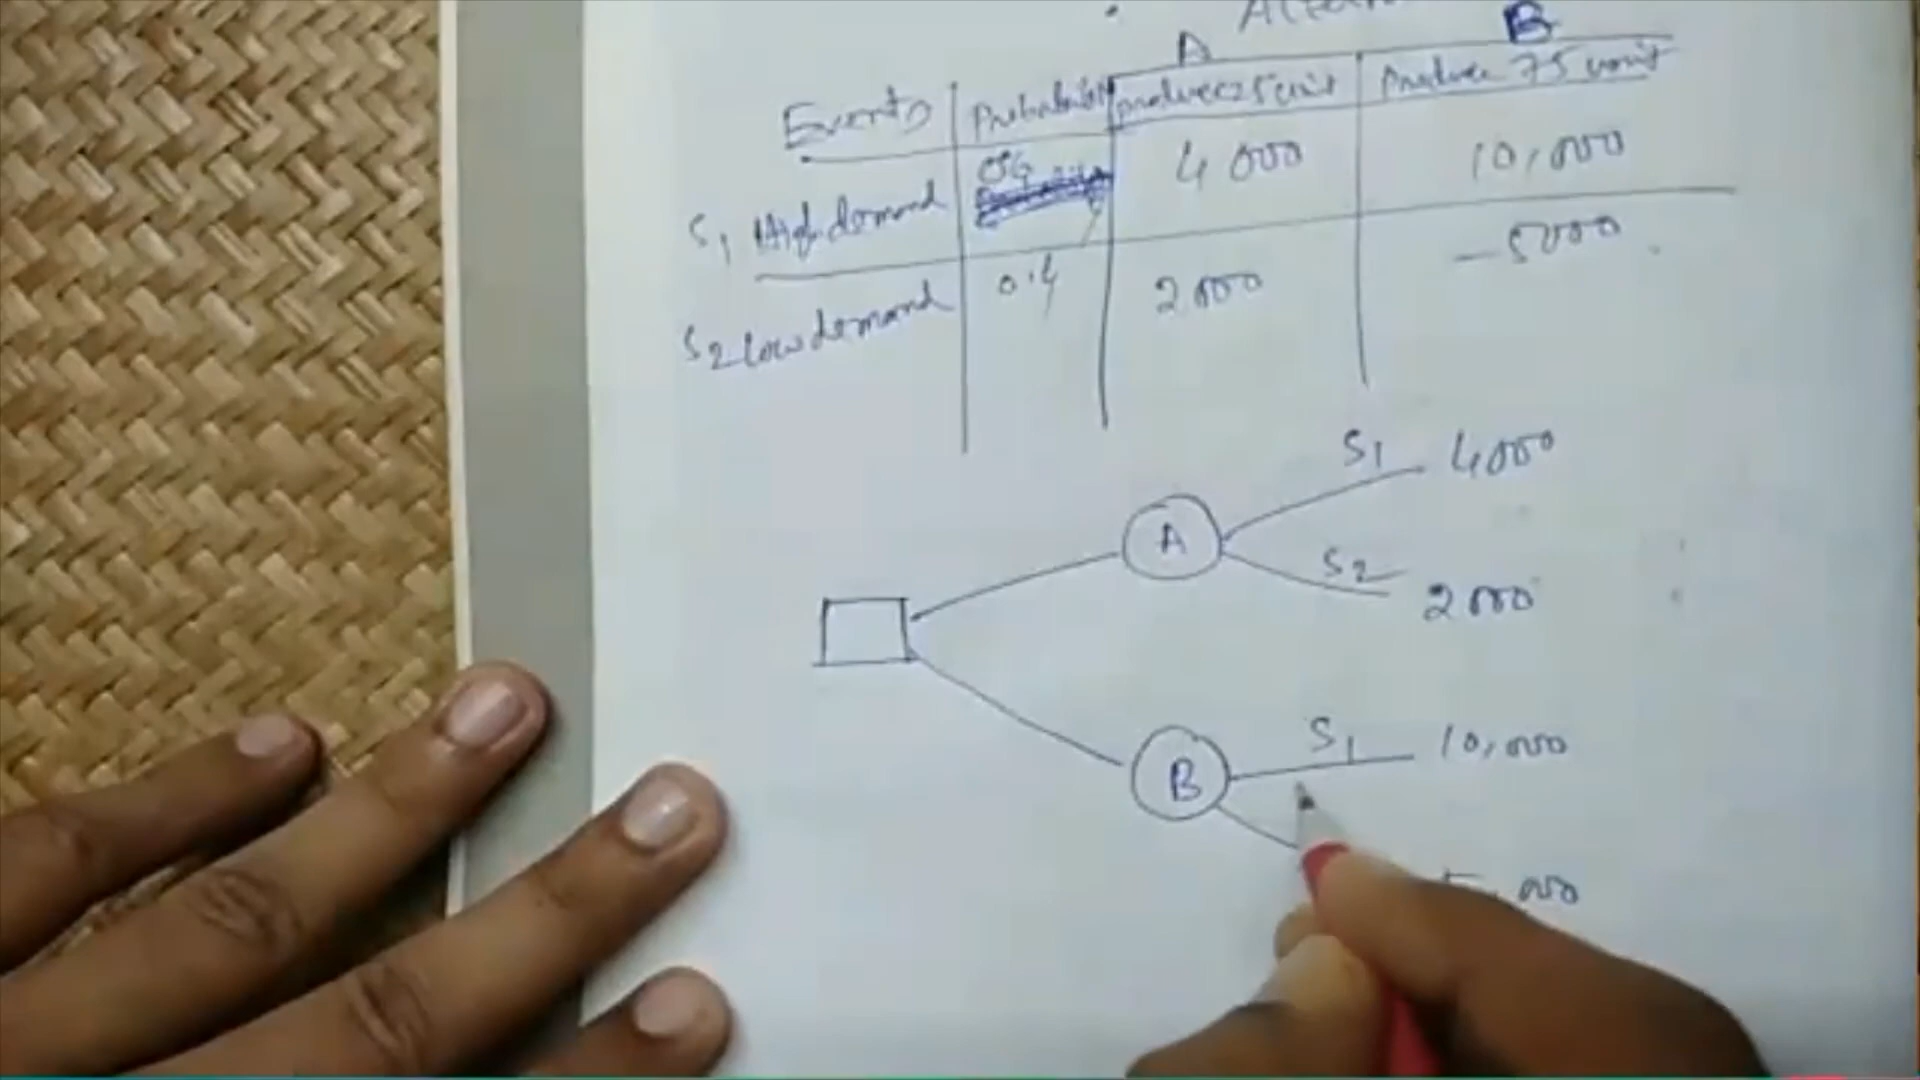 A B
Events Probability produce 25 unit Produce 75 unit
S1 High demand 0.6 4000 10,000
S2 Low demand 0.4 2000 -5000
S1 4000
A
S2 2000
S1 10,000
B